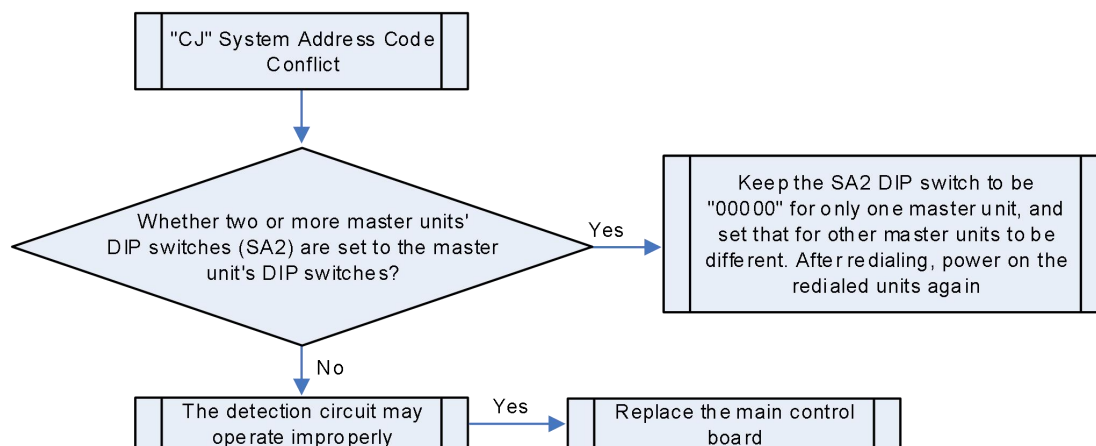 "CJ" System Address Code
Conflict
Whether two or more master units'
DIP switches (SA2) are set to the master
unit's DIP switches?
Yes
Keep the SA2 DIP switch to be
"00000" for only one master unit, and
set that for other master units to be
different. After redialing, power on the
redialed units again
No
The detection circuit may
operate improperly
Yes
Replace the main control
board